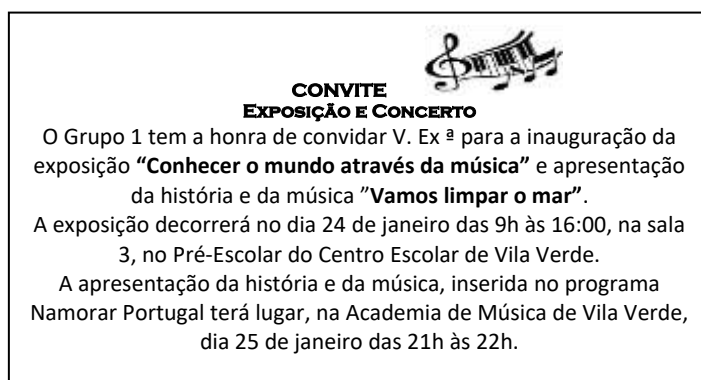 CONVITE
EXPOSIÇÃO E CONCERTO
O Grupo 1 tem a honra de convidar V. Ex ª para a inauguração da
exposição “Conhecer o mundo através da música” e apresentação
da história e da música ”Vamos limpar o mar”.
A exposição decorrerá no dia 24 de janeiro das 9h às 16:00, na sala
3, no Pré-Escolar do Centro Escolar de Vila Verde.
A apresentação da história e da música, inserida no programa
Namorar Portugal terá lugar, na Academia de Música de Vila Verde,
dia 25 de janeiro das 21h às 22h.